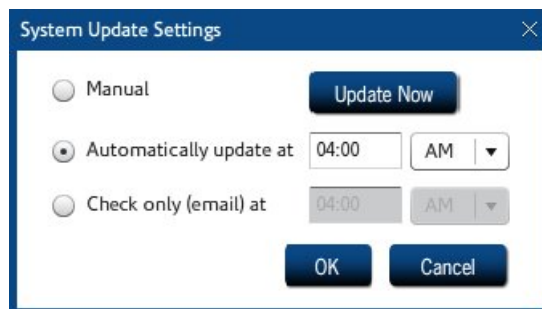 System Update Settings
Manual Update Now
Automatically update at 04:00 AM
Check only (email) at 04:00 AM
OK Cancel